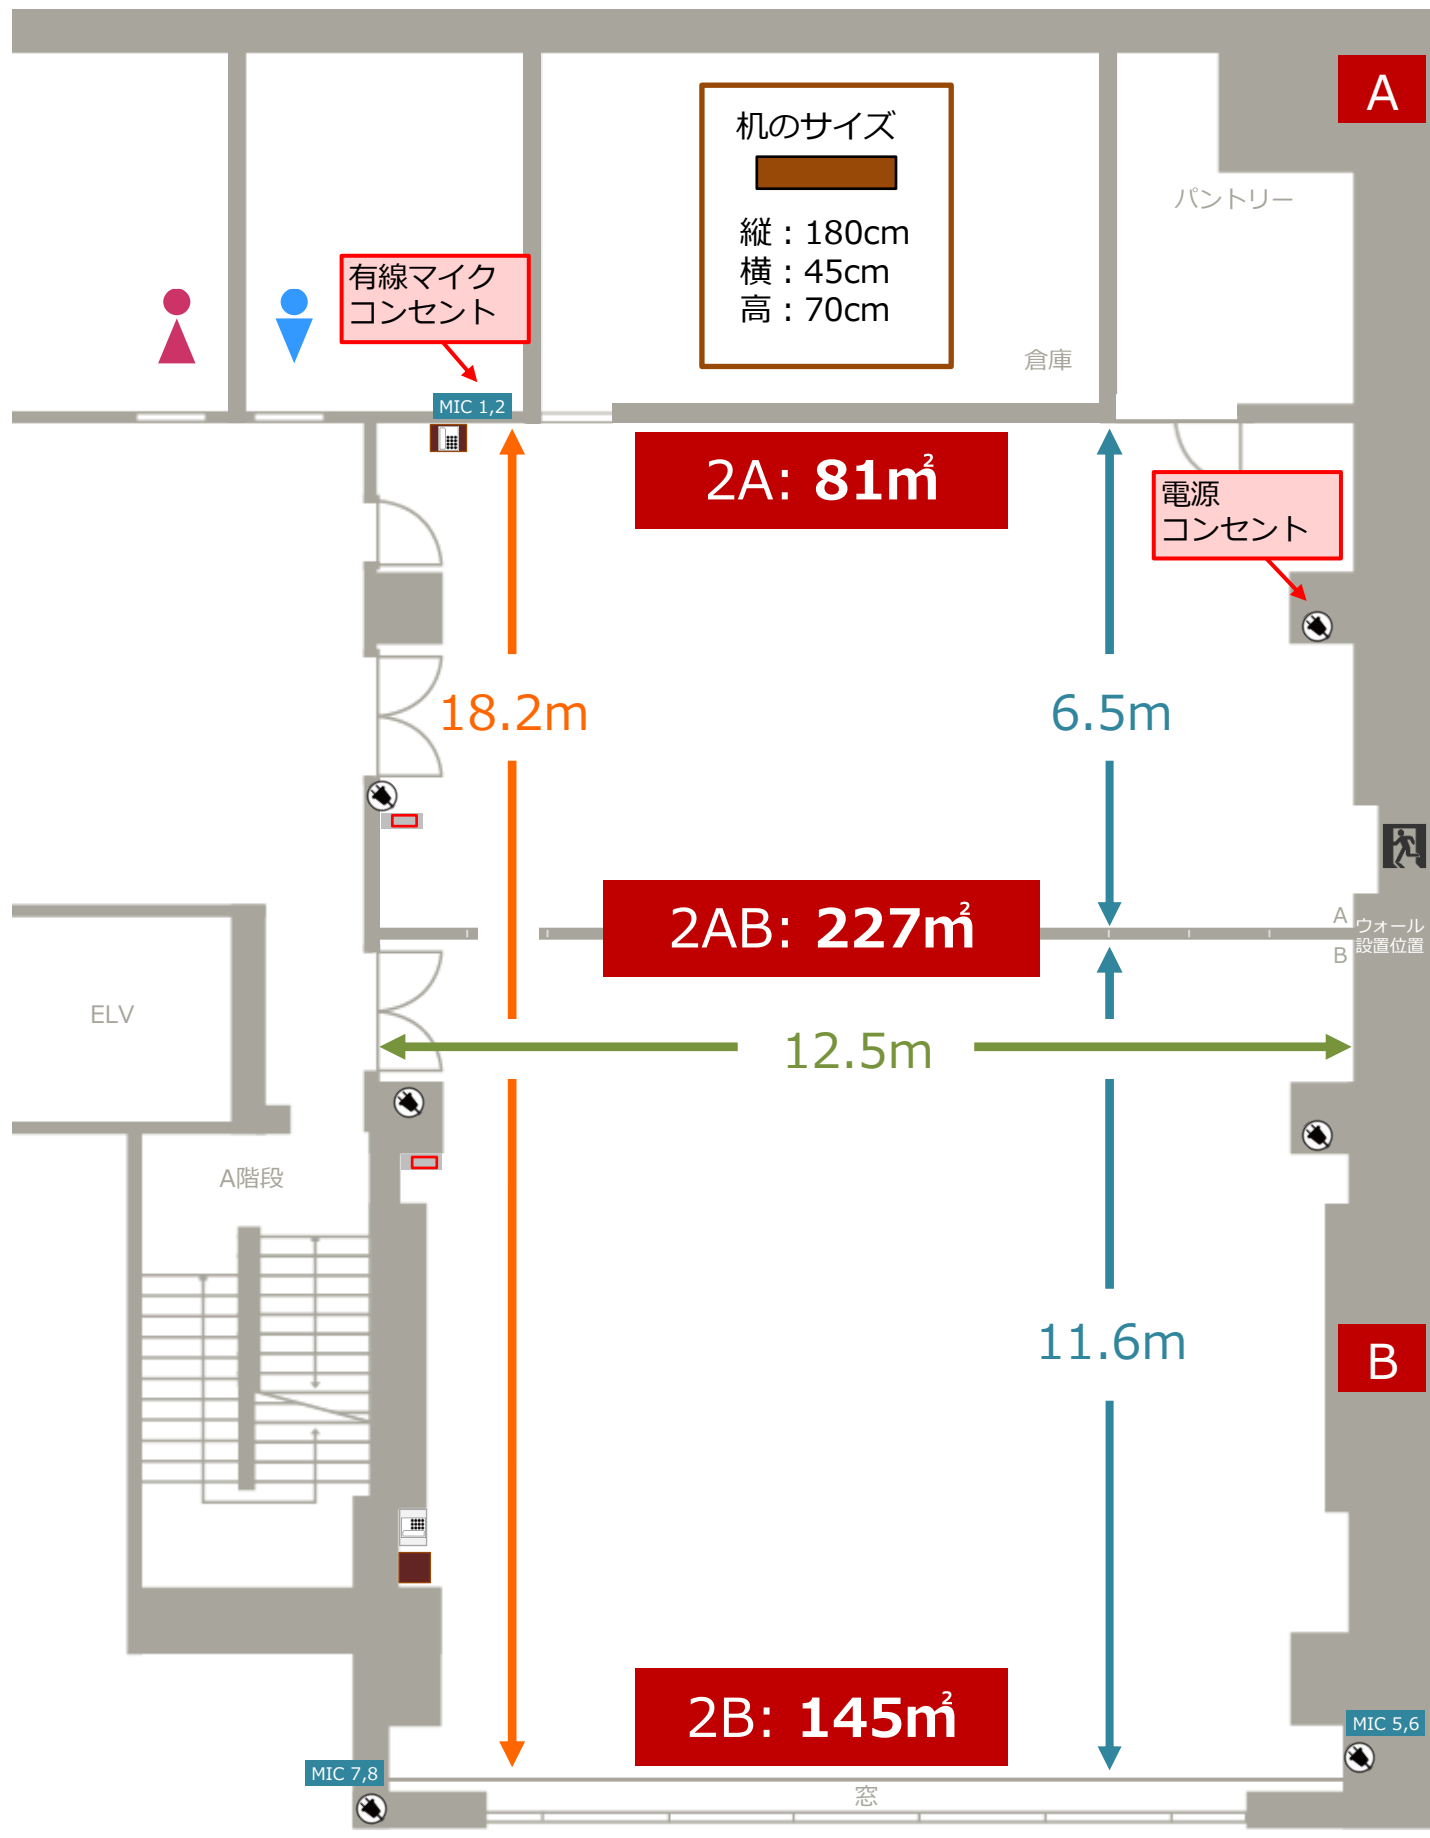 A
机のサイズ
縦：180cm
横：45cm
高：70cm
パントリー
倉庫
有線マイク
コンセント
MIC 1,2
2A: 81㎡
電源
コンセント
18.2m
6.5m
2AB: 227㎡
A
B
ウォール
設置位置
ELV
12.5m
A階段
11.6m
B
2B: 145㎡
MIC 5,6
MIC 7,8
窓